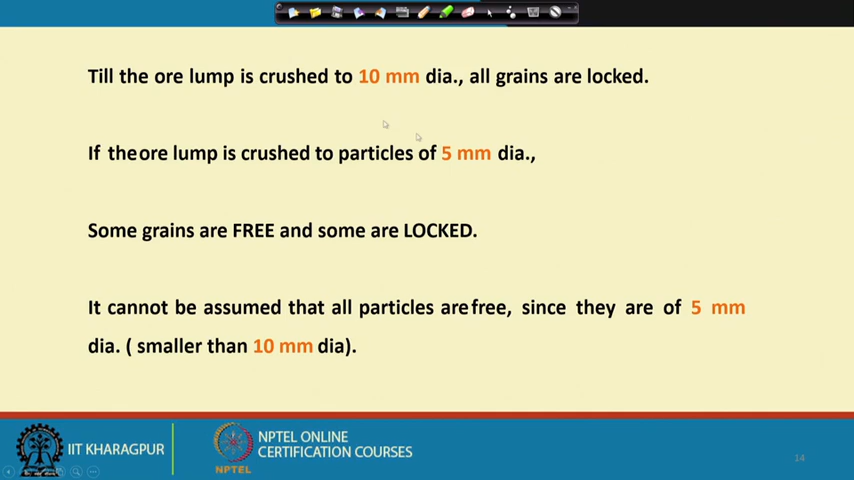 Till the ore lump is crushed to 10 mm dia., all grains are locked.
If theore lump is crushed to particles of 5 mm dia.,
Some grains are FREE and some are LOCKED.
It cannot be assumed that all particles arefree, since they are of 5 mm
dia. ( smaller than 10 mm dia).
IIT KHARAGPUR
NPTEL
NPTEL ONLINE
CERTIFICATION COURSES
14